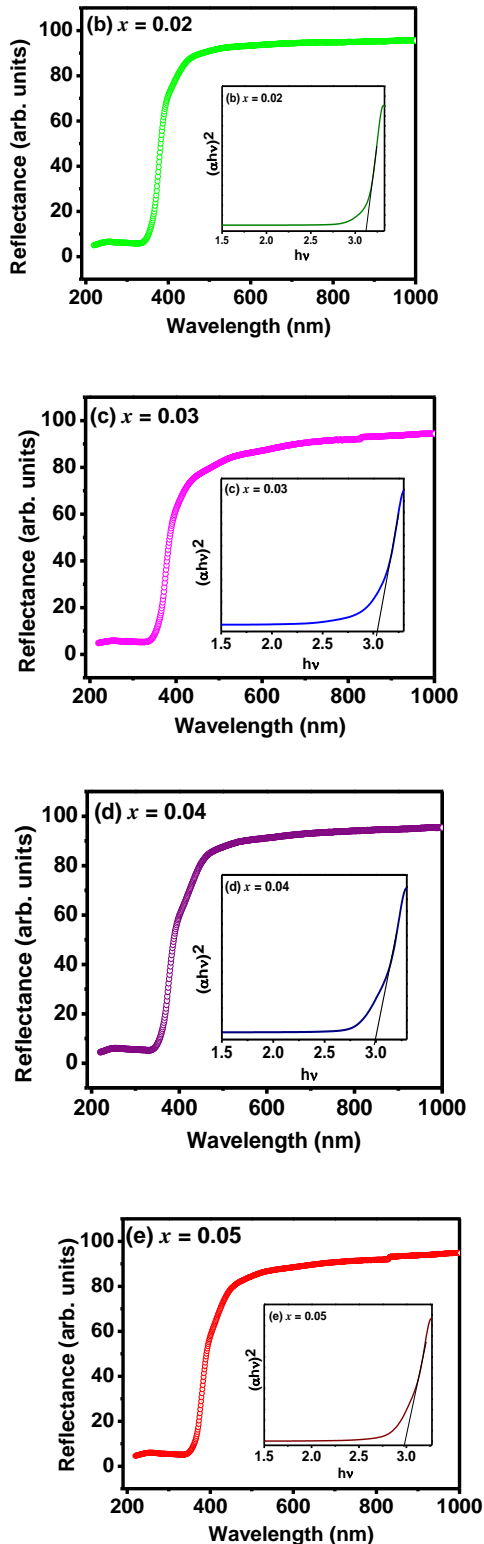 (b) x = 0.02
Reflectance (arb. units)
100
80
60
40
20
0
(b) x = 0.02
(αhν)2
1.5 2.0 2.5 3.0
hν
200 400 600 800 1000
Wavelength (nm)
(c) x = 0.03
Reflectance (arb. units)
100
80
60
40
20
0
(c) x = 0.03
(αhν)2
1.5 2.0 2.5 3.0
hν
200 400 600 800 1000
Wavelength (nm)
(d) x = 0.04
Reflectance (arb. units)
100
80
60
40
20
0
(d) x = 0.04
(αhν)2
1.5 2.0 2.5 3.0
hν
200 400 600 800 1000
Wavelength (nm)
(e) x = 0.05
Reflectance (arb. units)
100
80
60
40
20
0
(e) x = 0.05
(αhν)2
1.5 2.0 2.5 3.0
hν
200 400 600 800 1000
Wavelength (nm)